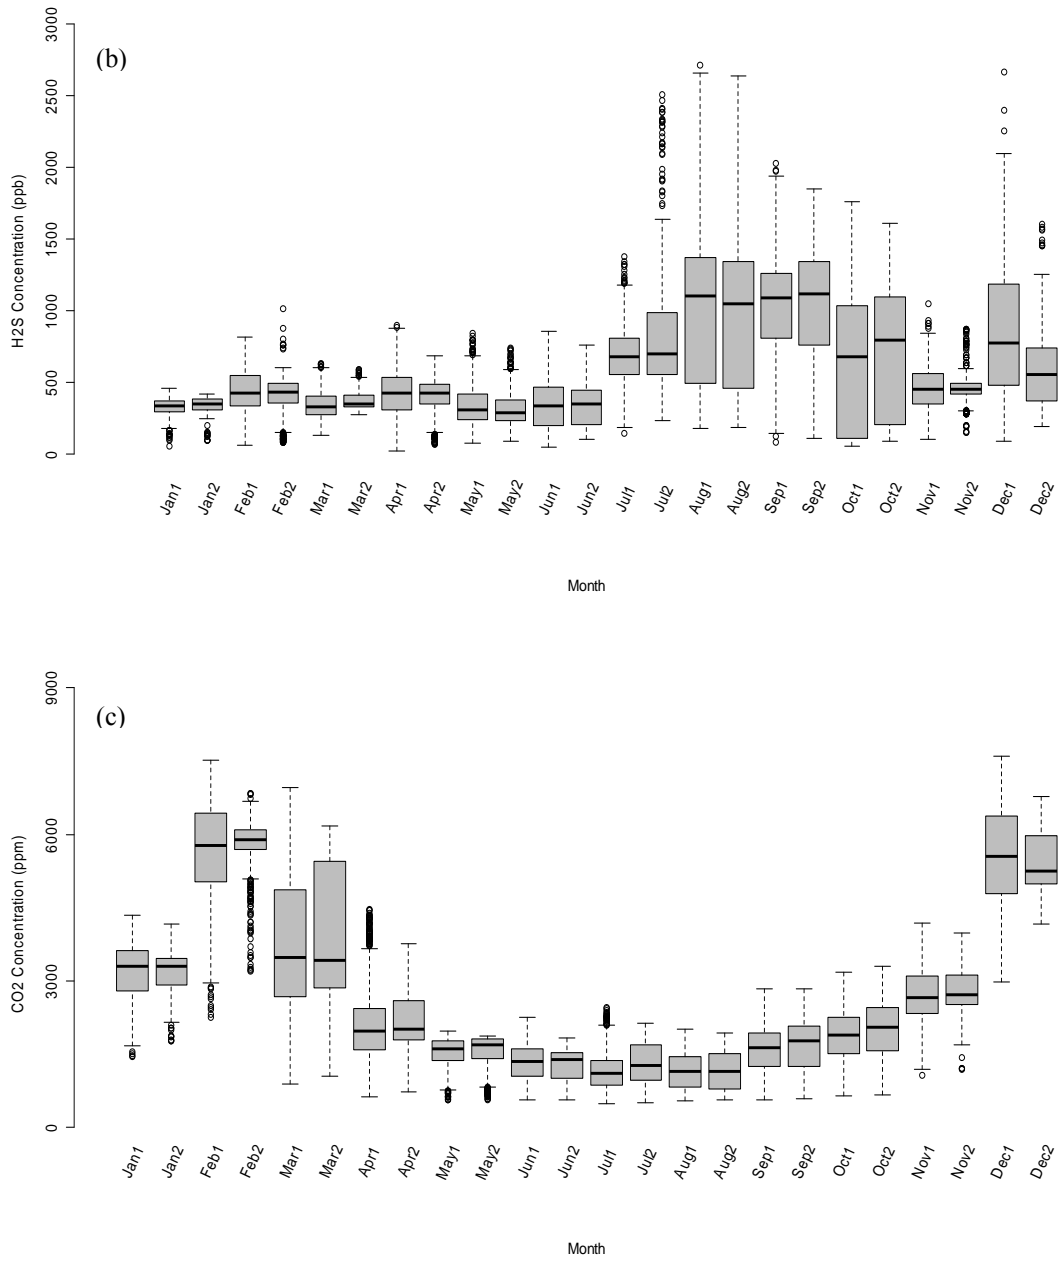 (b)
H2S Concentration (ppb)
3000
2500
2000
1500
1000
500
0
Jan1 Jan2 Feb1 Feb2 Mar1 Mar2 Apr1 Apr2 May1 May2 Jun1 Jun2 Jul1 Jul2 Aug1 Aug2 Sep1 Sep2 Oct1 Oct2 Nov1 Nov2 Dec1 Dec2
Month
(c)
CO2 Concentration (ppm)
9000
6000
3000
0
Jan1 Jan2 Feb1 Feb2 Mar1 Mar2 Apr1 Apr2 May1 May2 Jun1 Jun2 Jul1 Jul2 Aug1 Aug2 Sep1 Sep2 Oct1 Oct2 Nov1 Nov2 Dec1 Dec2
Month